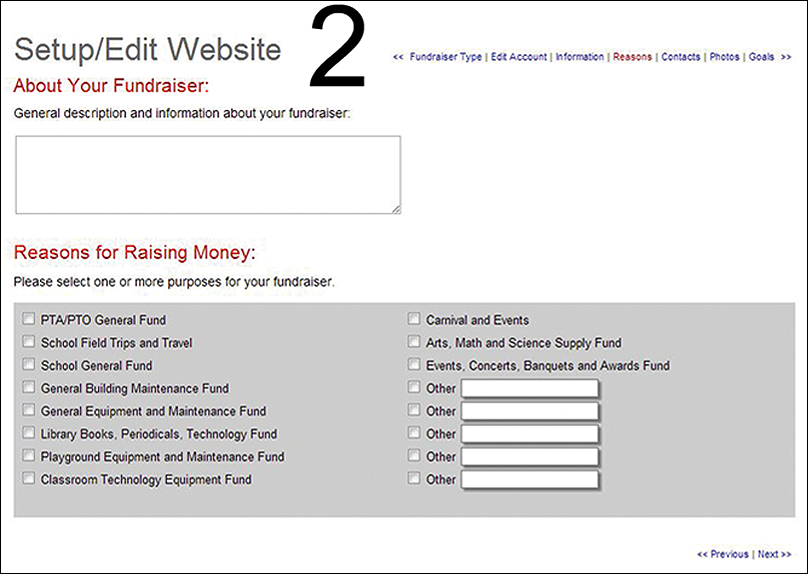 Setup/Edit Website
2
<< Fundraiser Type | Edit Account | Information | Reasons | Contacts | Photos | Goals >>
About Your Fundraiser:
General description and information about your fundraiser:
Reasons for Raising Money:
Please select one or more purposes for your fundraiser.
PTA/PTO General Fund
School Field Trips and Travel
School General Fund
General Building Maintenance Fund
General Equipment and Maintenance Fund
Library Books, Periodicals, Technology Fund
Playground Equipment and Maintenance Fund
Classroom Technology Equipment Fund
Carnival and Events
Arts, Math and Science Supply Fund
Events, Concerts, Banquets and Awards Fund
Other
Other
Other
Other
Other
<< Previous | Next >>